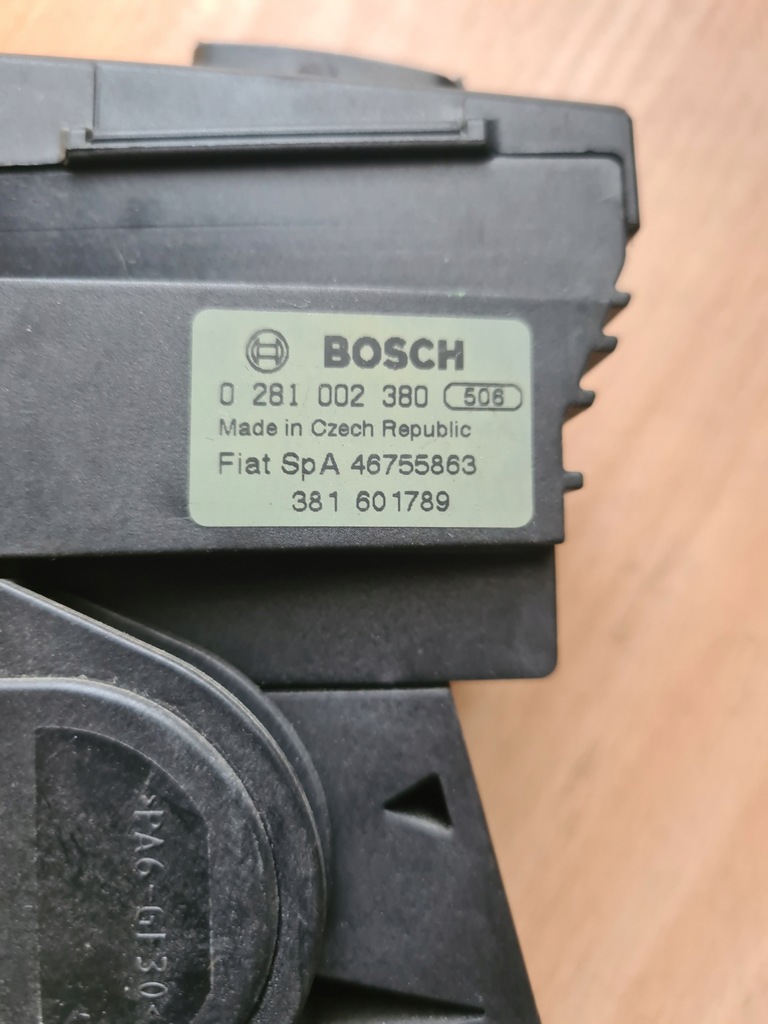 BOSCH
0 281 002 380 506
Made in Czech Republic
Fiat SpA 46755863
381 601789
>PA6-GF30<